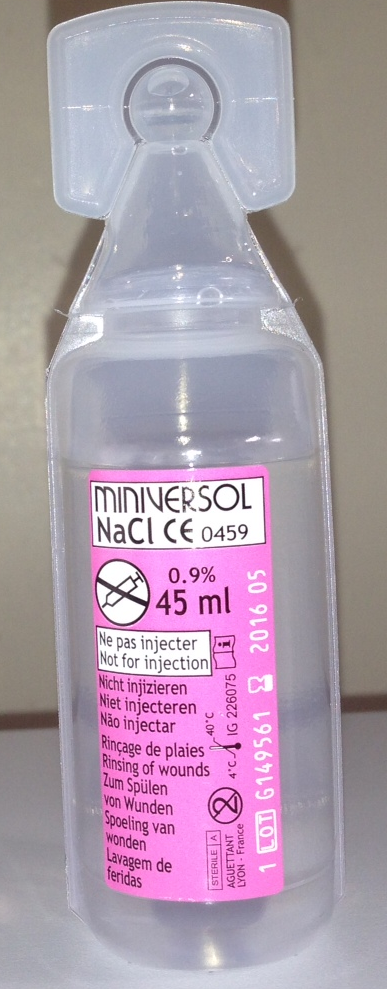 MINIVERSOL
NaCl CE 0459
0.9%
45 ml
Ne pas injecter
Not for injection
Nicht injizieren
Niet injecteren
Não injectar
Rinçage de plaies
Rinsing of wounds
Zum Spülen
von Wunden
Spoeling van
wonden
Lavagem de
feridas
4°C 40°C
IG 226075
2
STERILE A
AGUETTANT
LYON - France
1 LOT G149561 2016 05